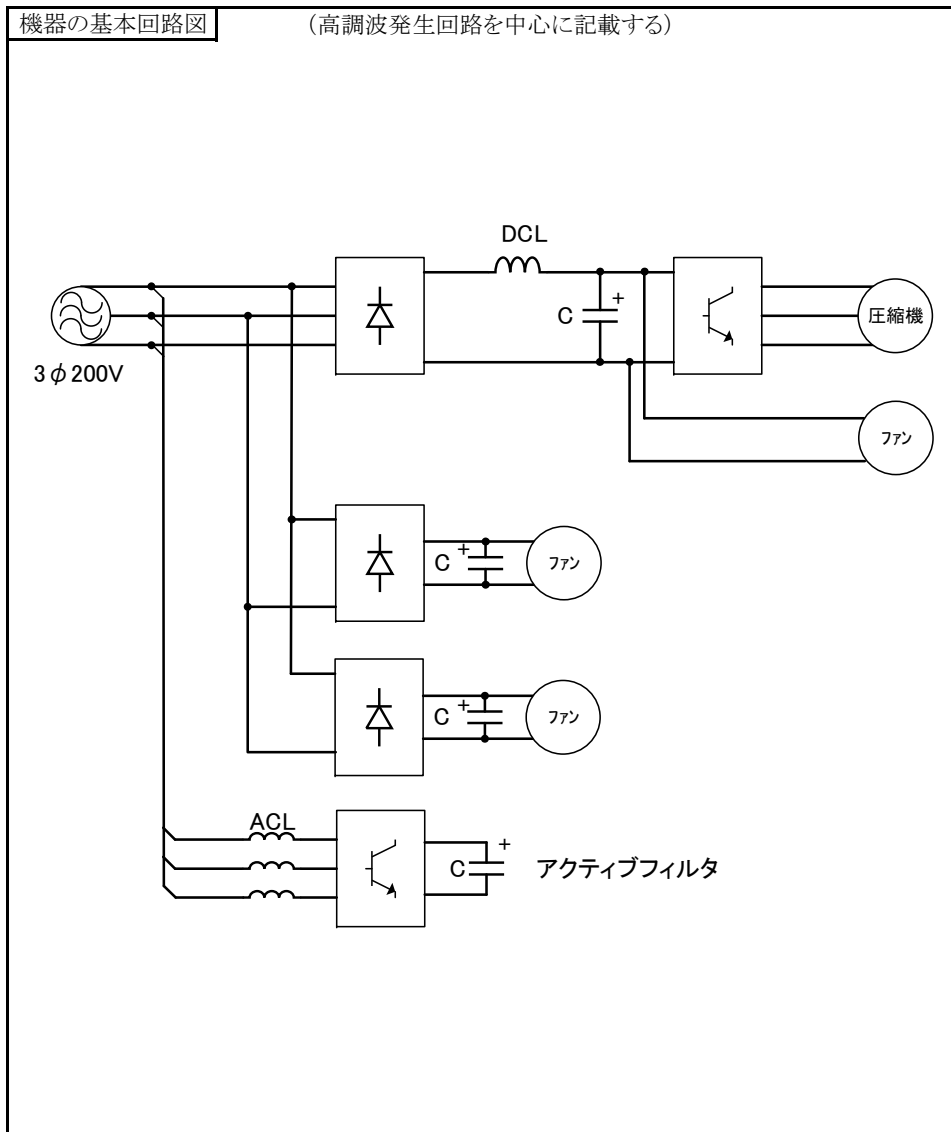 機器の基本回路図
(高調波発生回路を中心に記載する)
DCL
+
C
圧縮機
3φ200V
ファン
+
C
ファン
+
C
ファン
ACL
+
C
アクティブフィルタ